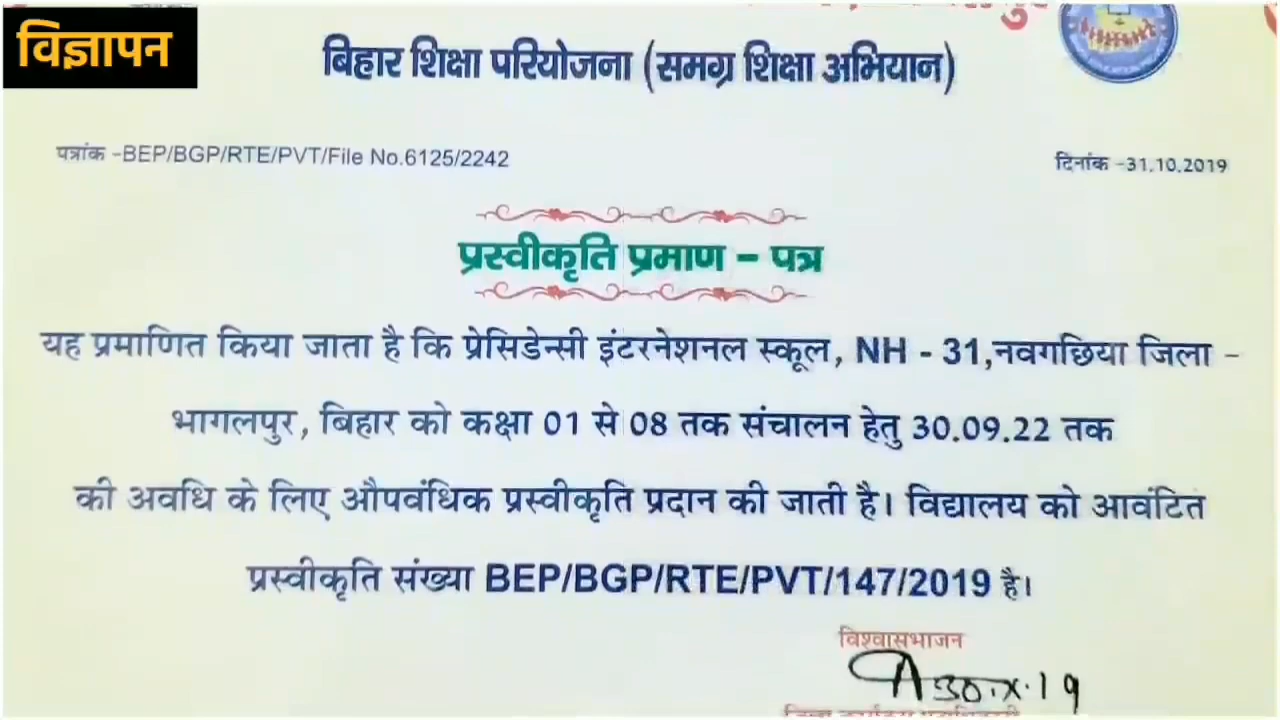 विज्ञापन
बिहार शिक्षा परियोजना (समग्र शिक्षा अभियान)
पत्रांक -BEP/BGP/RTE/PVT/File No.6125/2242
दिनांक -31.10.2019
प्रस्वीकृति प्रमाण - पत्र
यह प्रमाणित किया जाता है कि प्रेसिडेन्सी इंटरनेशनल स्कूल, NH - 31,नवगछिया जिला -
भागलपुर, बिहार को कक्षा 01 से 08 तक संचालन हेतु 30.09.22 तक
की अवधि के लिए औपवंधिक प्रस्वीकृति प्रदान की जाती है। विद्यालय को आवंटित
प्रस्वीकृति संख्या BEP/BGP/RTE/PVT/147/2019 है।
विश्वासभाजन
30.X.19